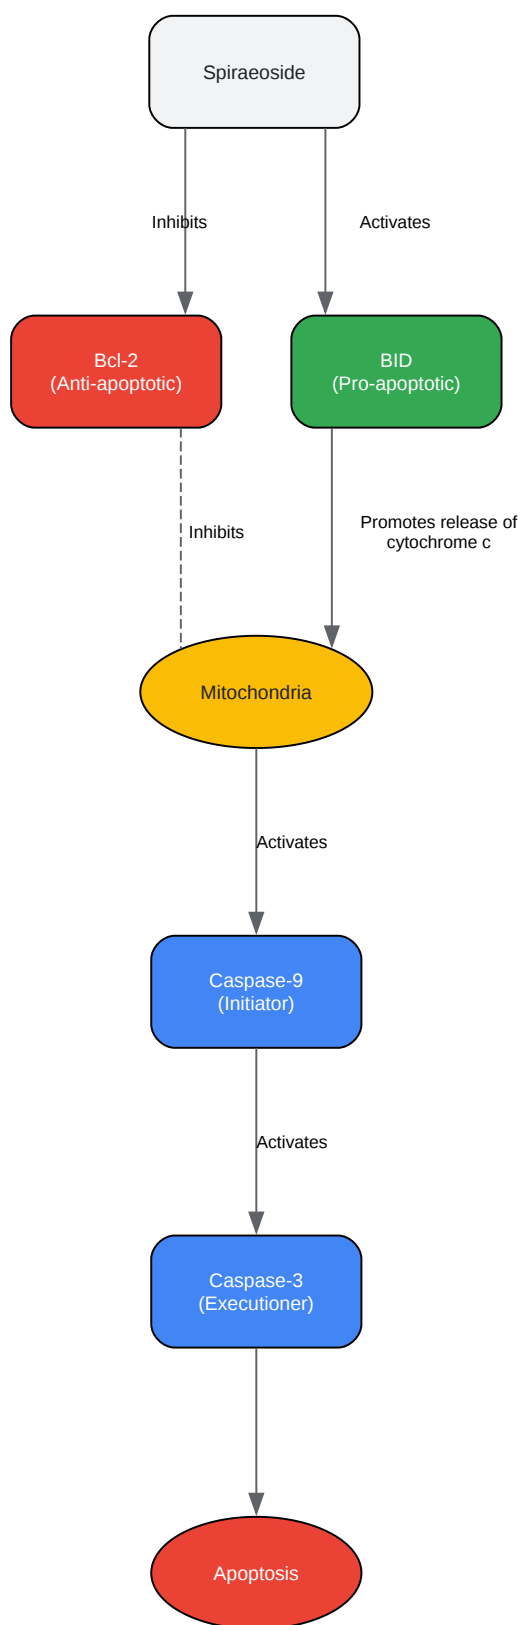 Spiraeoside
Inhibits
Activates
Bcl-2
(Anti-apoptotic)
BID
(Pro-apoptotic)
Inhibits
Promotes release of
cytochrome c
Mitochondria
Activates
Caspase-9
(Initiator)
Activates
Caspase-3
(Executioner)
Apoptosis